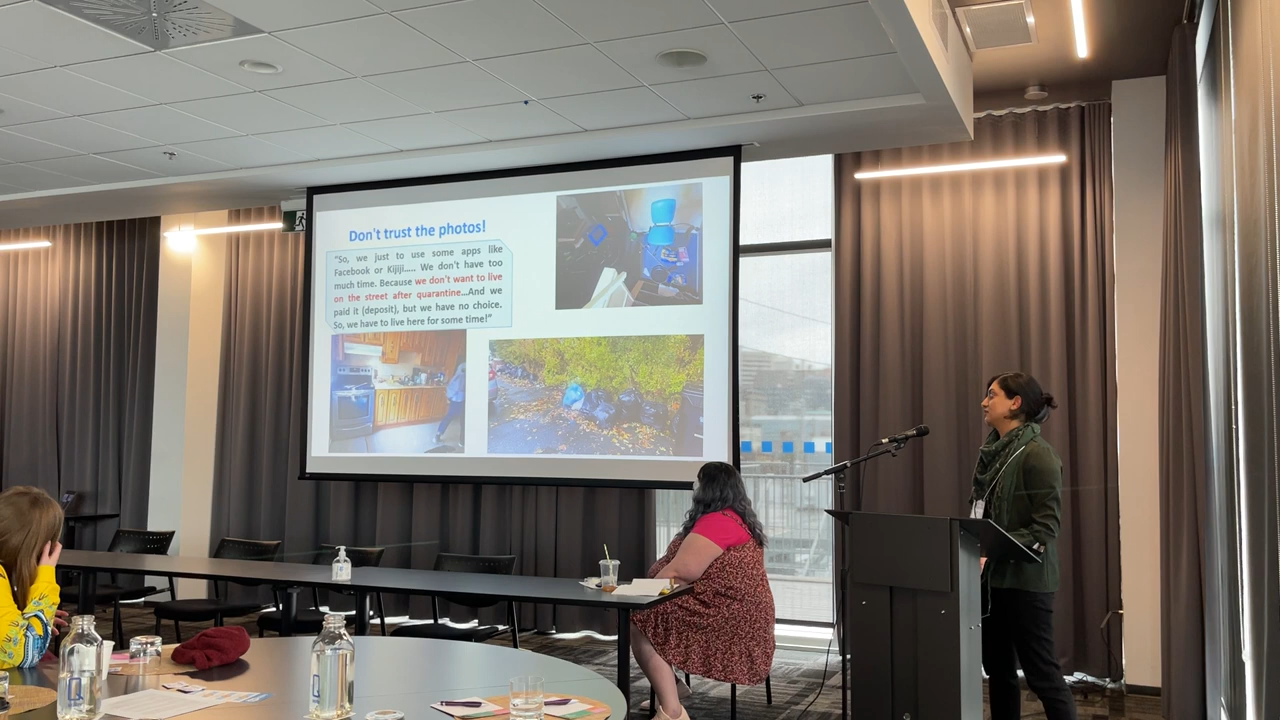 Don't trust the photos!
"So, we just to use some apps like
Facebook or Kijiji..... We don't have too
much time. Because we don't want to live
on the street after quarantine...And we
paid it (deposit), but we have no choice.
So, we have to live here for some time!"